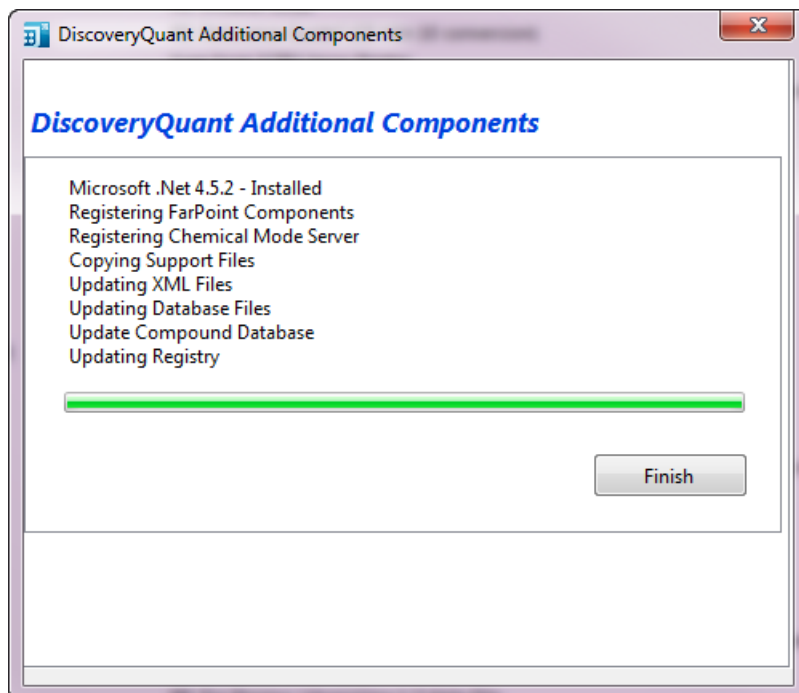 DiscoveryQuant Additional Components
DiscoveryQuant Additional Components
Microsoft .Net 4.5.2 - Installed
Registering FarPoint Components
Registering Chemical Mode Server
Copying Support Files
Updating XML Files
Updating Database Files
Update Compound Database
Updating Registry
Finish